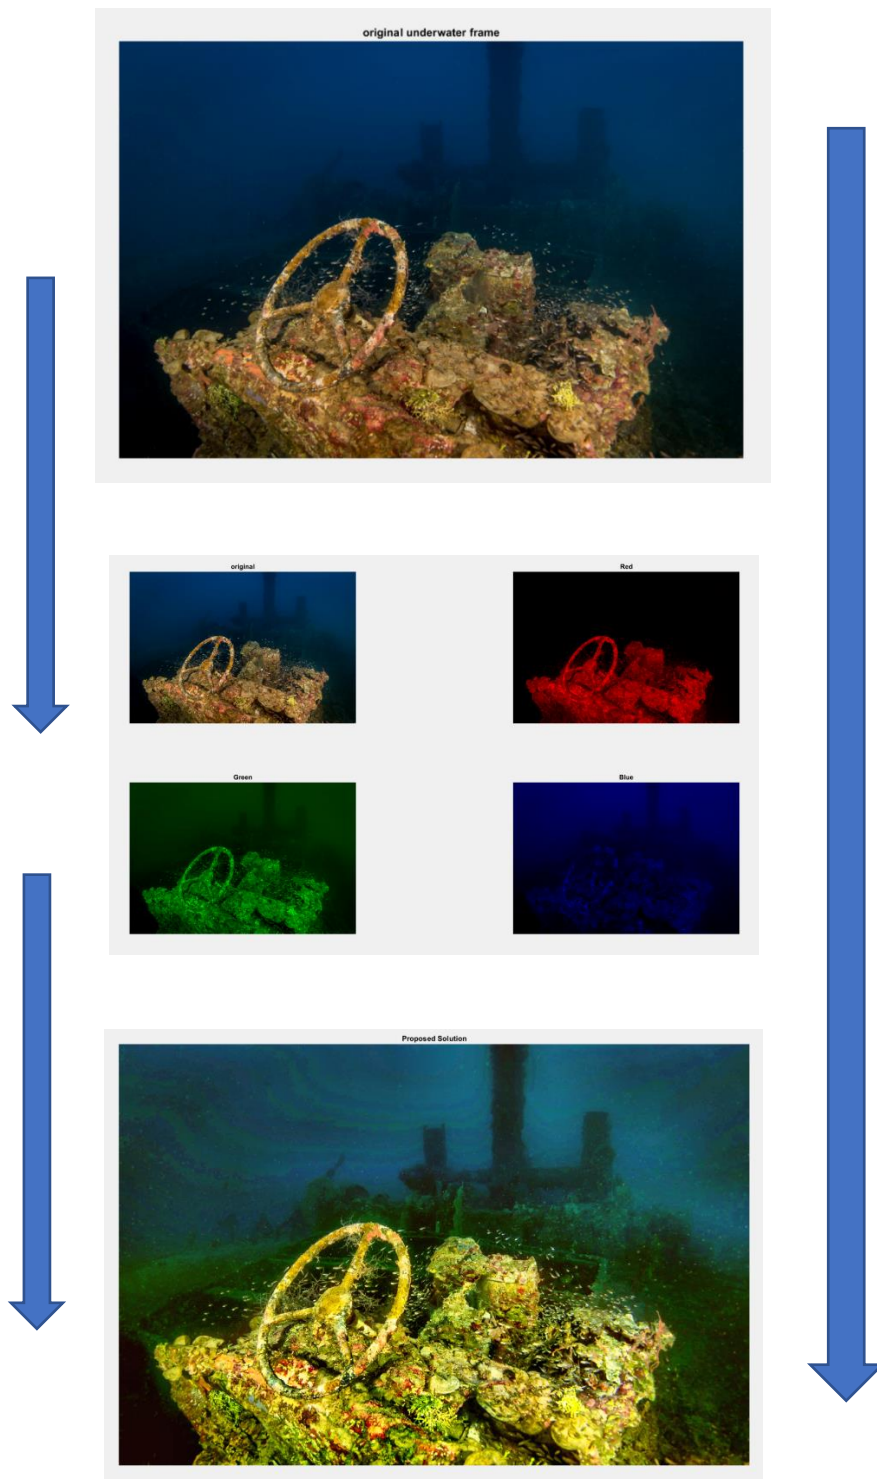 original underwater frame
original
Red
Green
Blue
Proposed Solution